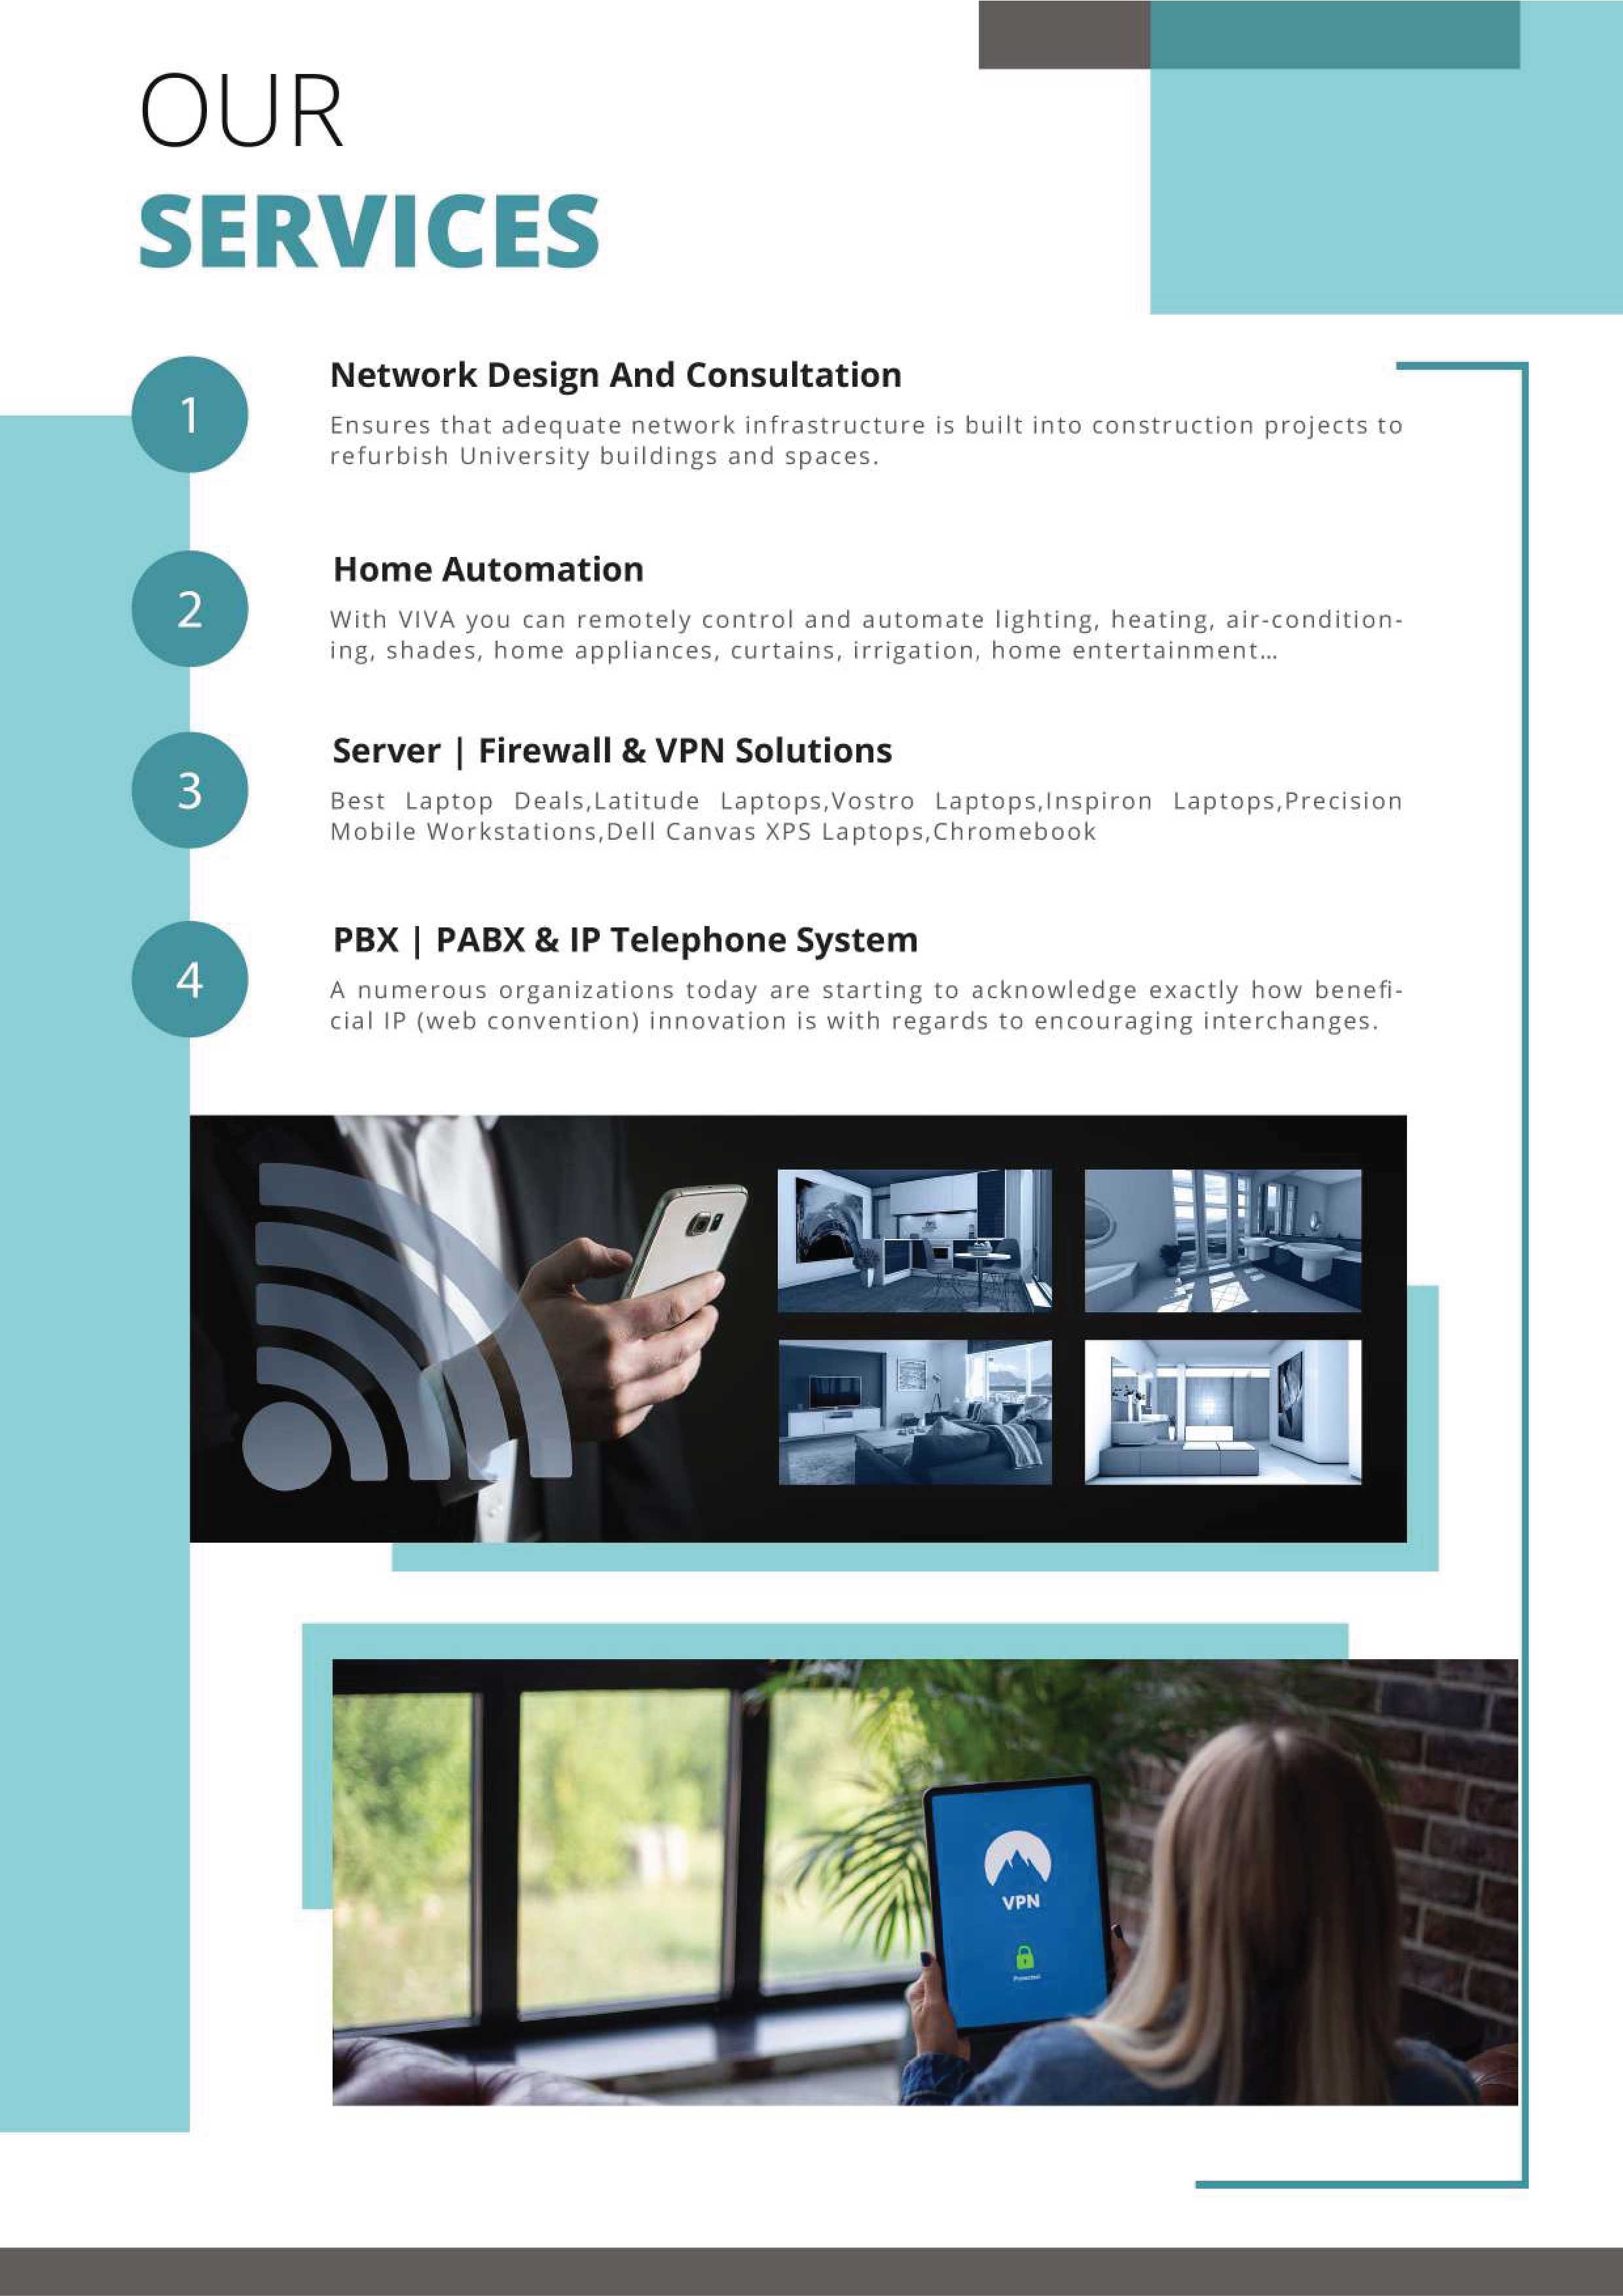 OUR
SERVICES
1
Network Design And Consultation
Ensures that adequate network infrastructure is built into construction projects to
refurbish University buildings and spaces.
2
Home Automation
With VIVA you can remotely control and automate lighting, heating, air-condition-
ing, shades, home appliances, curtains, irrigation, home entertainment...
3
Server | Firewall & VPN Solutions
Best Laptop Deals,Latitude Laptops,Vostro Laptops,Inspiron Laptops,Precision
Mobile Workstations,Dell Canvas XPS Laptops,Chromebook
4
PBX | PABX & IP Telephone System
A numerous organizations today are starting to acknowledge exactly how benefi-
cial IP (web convention) innovation is with regards to encouraging interchanges.
VPN
Protected